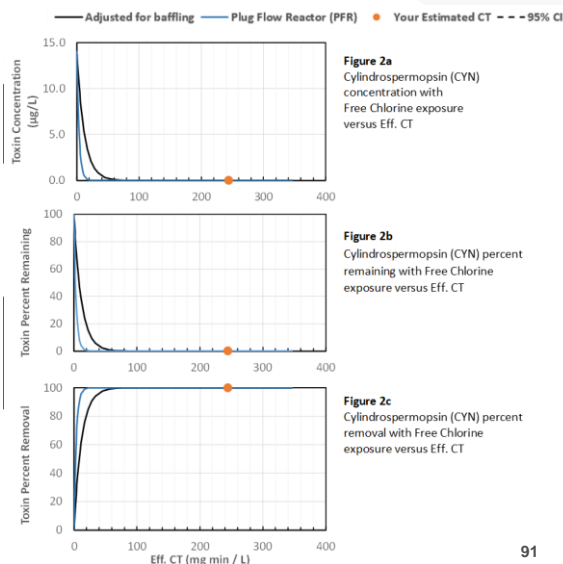 Adjusted for baffling Plug Flow Reactor (PFR) Your Estimated CT 95% CI
Toxin Concentration
(µg/L)
15.0
10.0
5.0
0.0
0 100 200 300 400
Figure 2a
Cylindrospermopsin (CYN)
concentration with
Free Chlorine exposure
versus Eff. CT
Toxin Percent Remaining
100
80
60
40
20
0
0 100 200 300 400
Figure 2b
Cylindrospermopsin (CYN) percent
remaining with Free Chlorine
exposure versus Eff. CT
Toxin Percent Removal
100
80
60
40
20
0
0 100 200 300 400
Eff. CT (mg min / L)
Figure 2c
Cylindrospermopsin (CYN) percent
removal with Free Chlorine
exposure versus Eff. CT
91